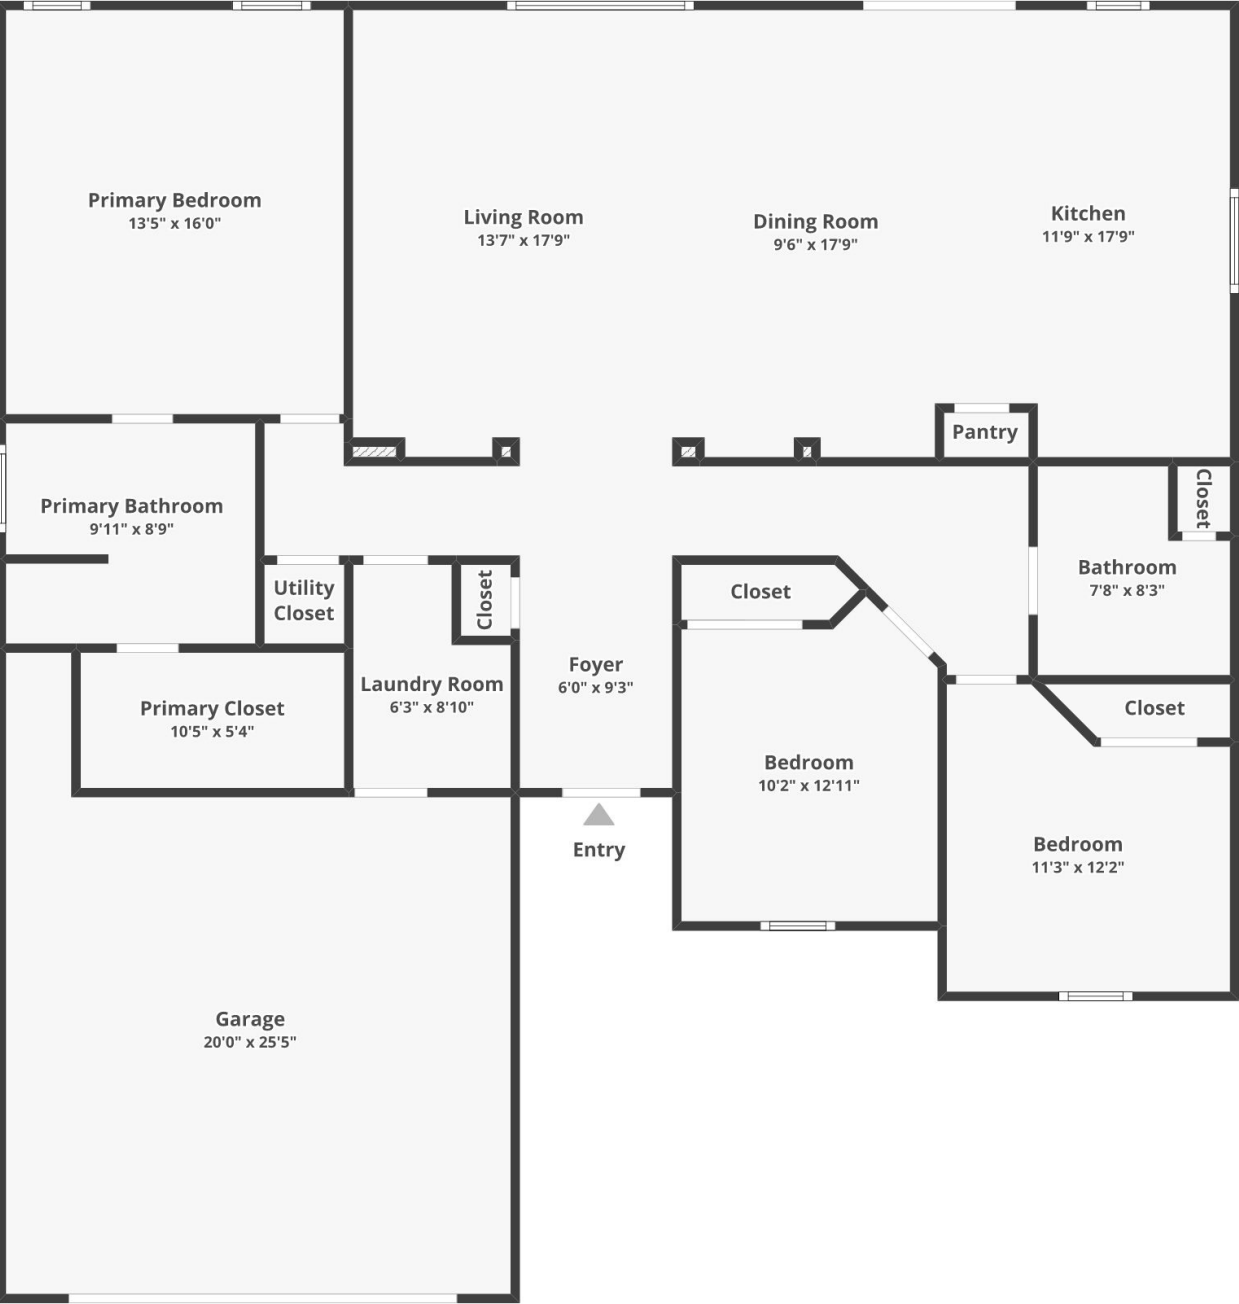 Primary Bedroom
13'5" x 16'0"
Living Room
13'7" x 17'9"
Dining Room
9'6" x 17'9"
Kitchen
11'9" x 17'9"
Pantry
Primary Bathroom
9'11" x 8'9"
Closet
Bathroom
7'8" x 8'3"
Utility
Closet
Closet
Closet
Foyer
6'0" x 9'3"
Laundry Room
6'3" x 8'10"
Primary Closet
10'5" x 5'4"
Closet
Bedroom
10'2" x 12'11"
Entry
Bedroom
11'3" x 12'2"
Garage
20'0" x 25'5"